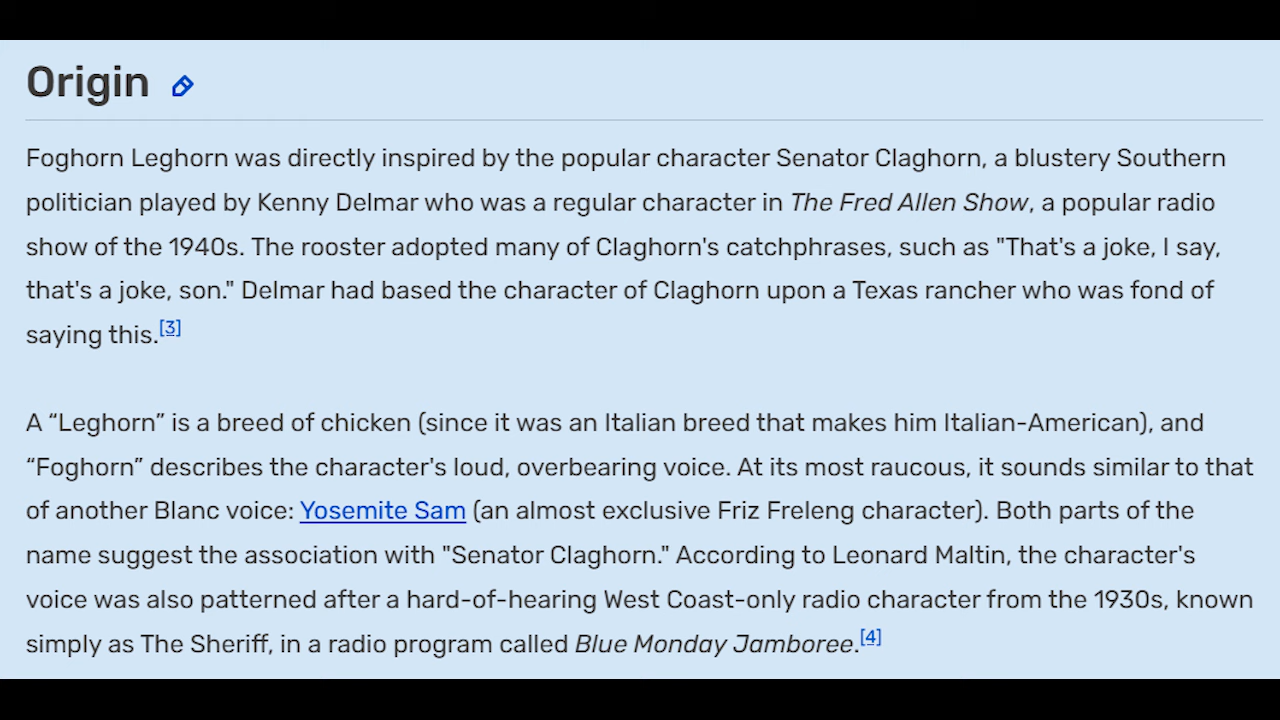 Origin
Foghorn Leghorn was directly inspired by the popular character Senator Claghorn, a blustery Southern
politician played by Kenny Delmar who was a regular character in The Fred Allen Show, a popular radio
show of the 1940s. The rooster adopted many of Claghorn's catchphrases, such as "That's a joke, I say,
that's a joke, son." Delmar had based the character of Claghorn upon a Texas rancher who was fond of
saying this.[3]
A “Leghorn” is a breed of chicken (since it was an Italian breed that makes him Italian-American), and
“Foghorn” describes the character's loud, overbearing voice. At its most raucous, it sounds similar to that
of another Blanc voice: Yosemite Sam (an almost exclusive Friz Freleng character). Both parts of the
name suggest the association with "Senator Claghorn." According to Leonard Maltin, the character's
voice was also patterned after a hard-of-hearing West Coast-only radio character from the 1930s, known
simply as The Sheriff, in a radio program called Blue Monday Jamboree.[4]